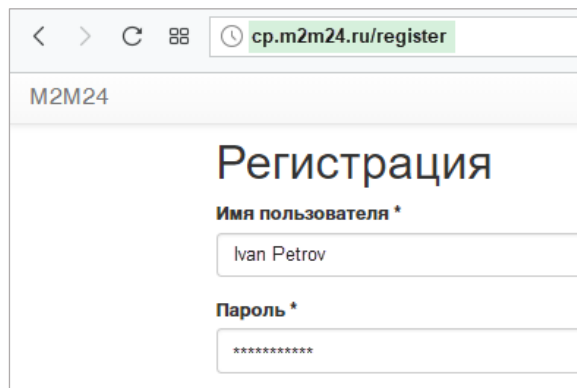 cp.m2m24.ru/register
M2M24
Регистрация
Имя пользователя *
Ivan Petrov
Пароль *
***********